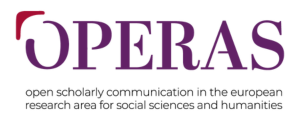 OPERAS
open scholarly communication in the european
research area for social sciences and humanities